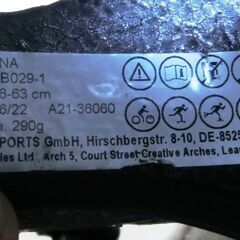 NA
B029-1
8-63 cm
6/22 A21-36060
a. 290g
PORTS GmbH, Hirschbergstr. 8-10, DE-8525
ies Ltd. Arch 5, Court Street Creative Arches, Lea